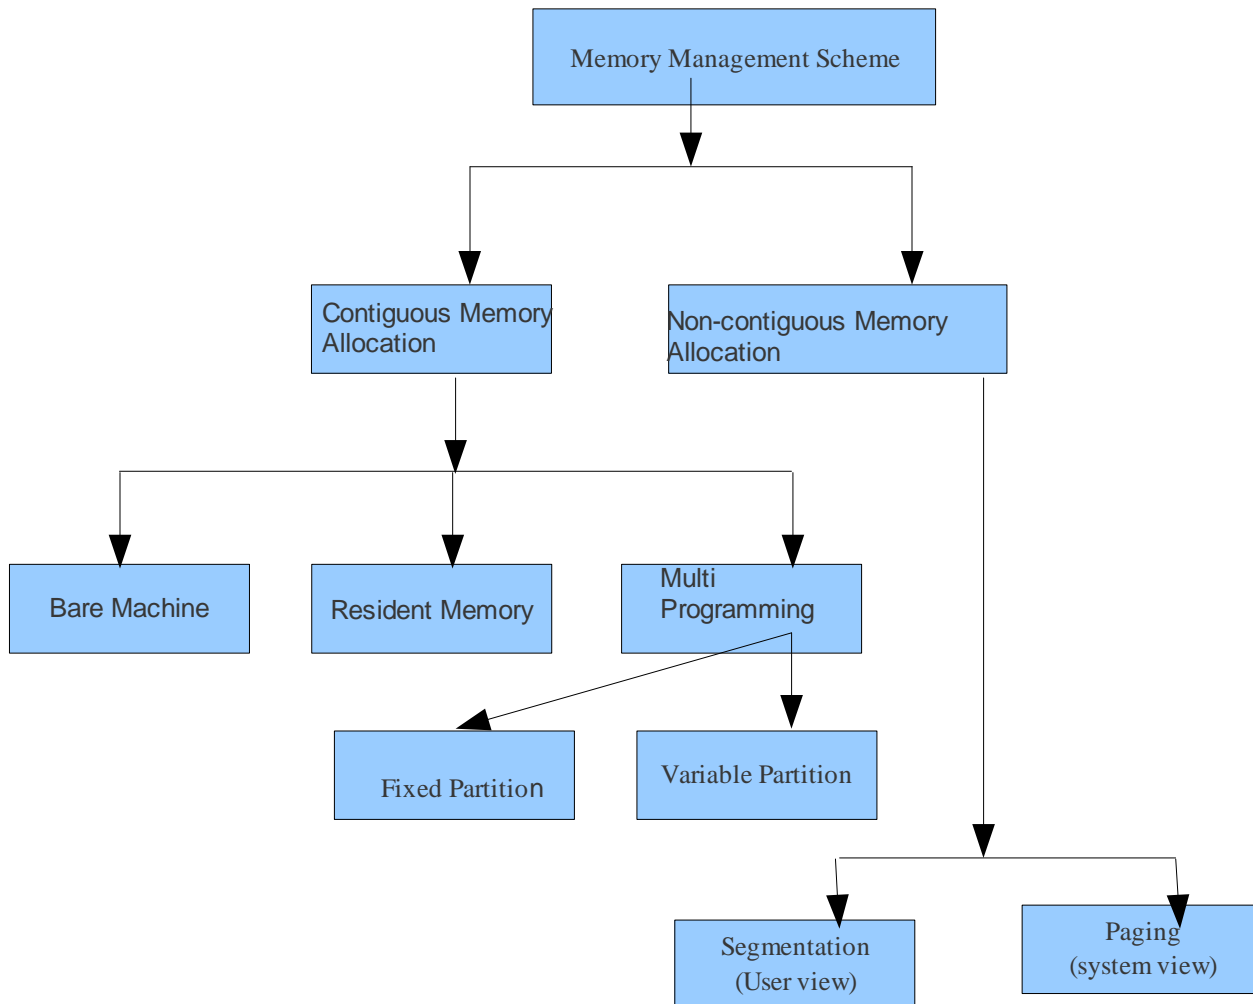 Memory Management Scheme
Contiguous Memory
Allocation
Non-contiguous Memory
Allocation
Bare Machine
Resident Memory
Multi
Programming
Fixed Partition
Variable Partition
Segmentation
(User view)
Paging
(system view)